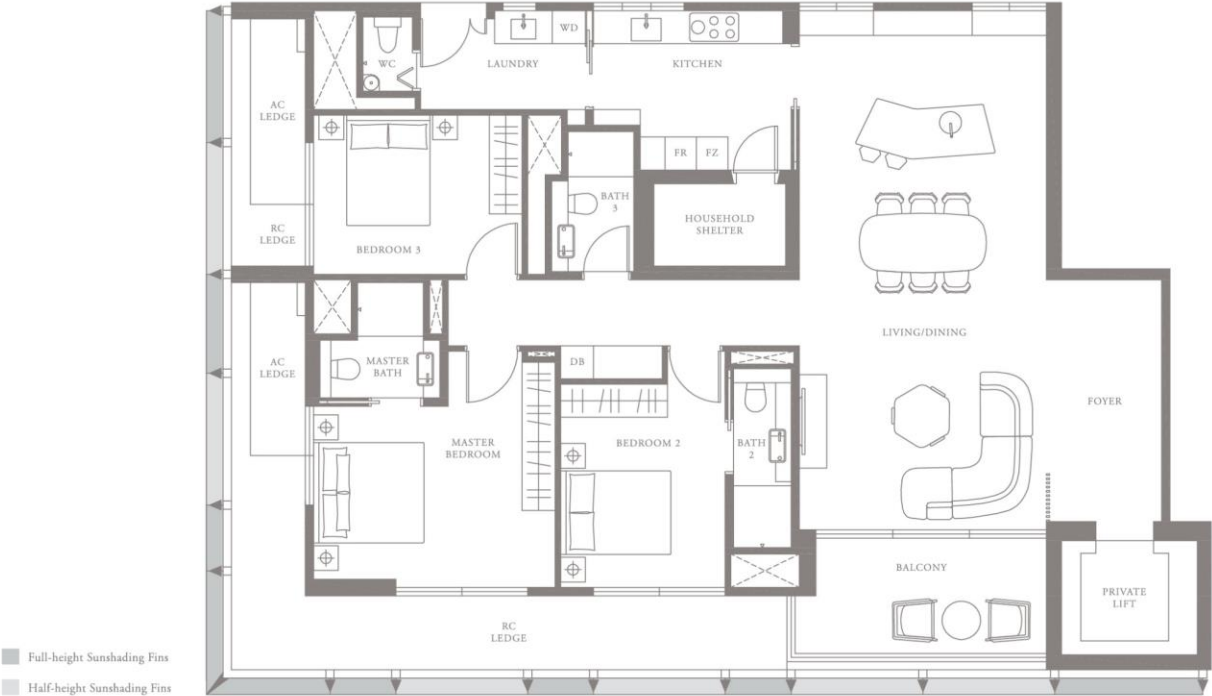 WD
WC
LAUNDRY
KITCHEN
AC
LEDGE
FR
FZ
BATH
3
HOUSEHOLD
SHELTER
RC
LEDGE
BEDROOM 3
LIVING/DINING
AC
LEDGE
MASTER
BATH
DB
FOYER
MASTER
BEDROOM
BEDROOM 2
BATH
2
BALCONY
PRIVATE
LIFT
RC
LEDGE
Full-height Sunshading Fins
Half-height Sunshading Fins